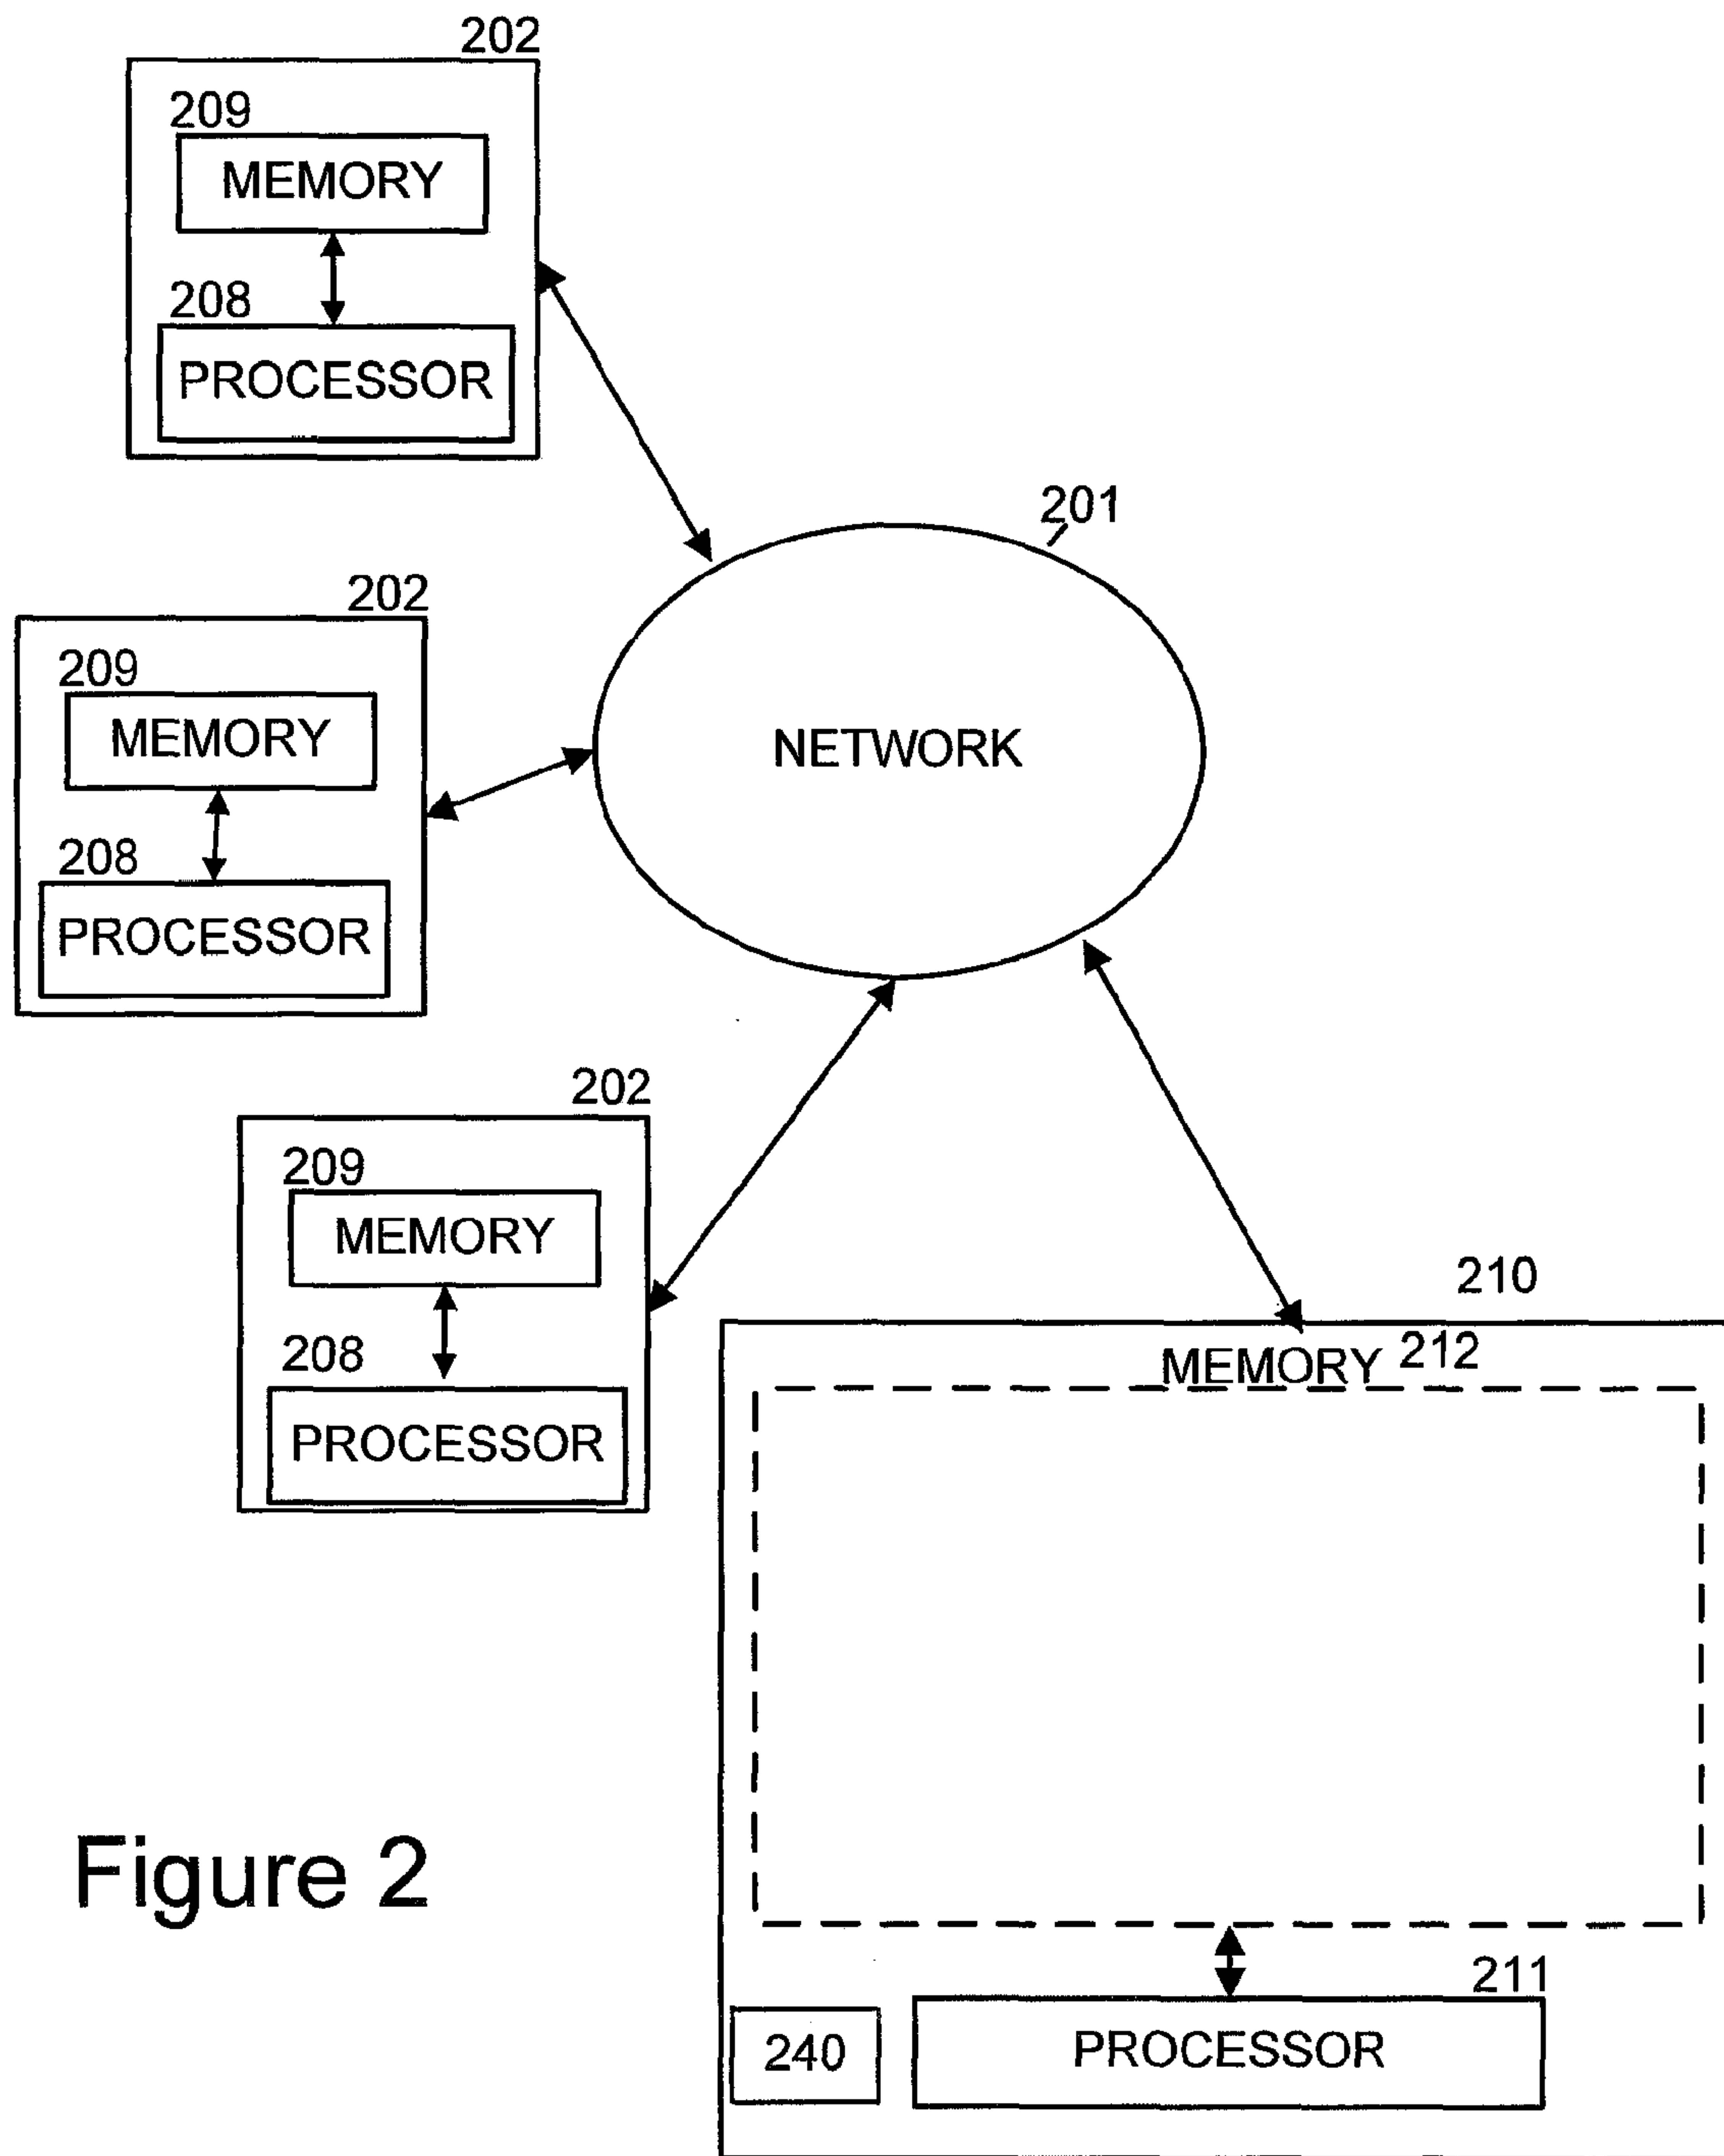 202
209
MEMORY
208
PROCESSOR
201
NETWORK
202
209
MEMORY
208
PROCESSOR
202
209
MEMORY
208
PROCESSOR
210
MEMORY 212
211
240
PROCESSOR
Figure 2